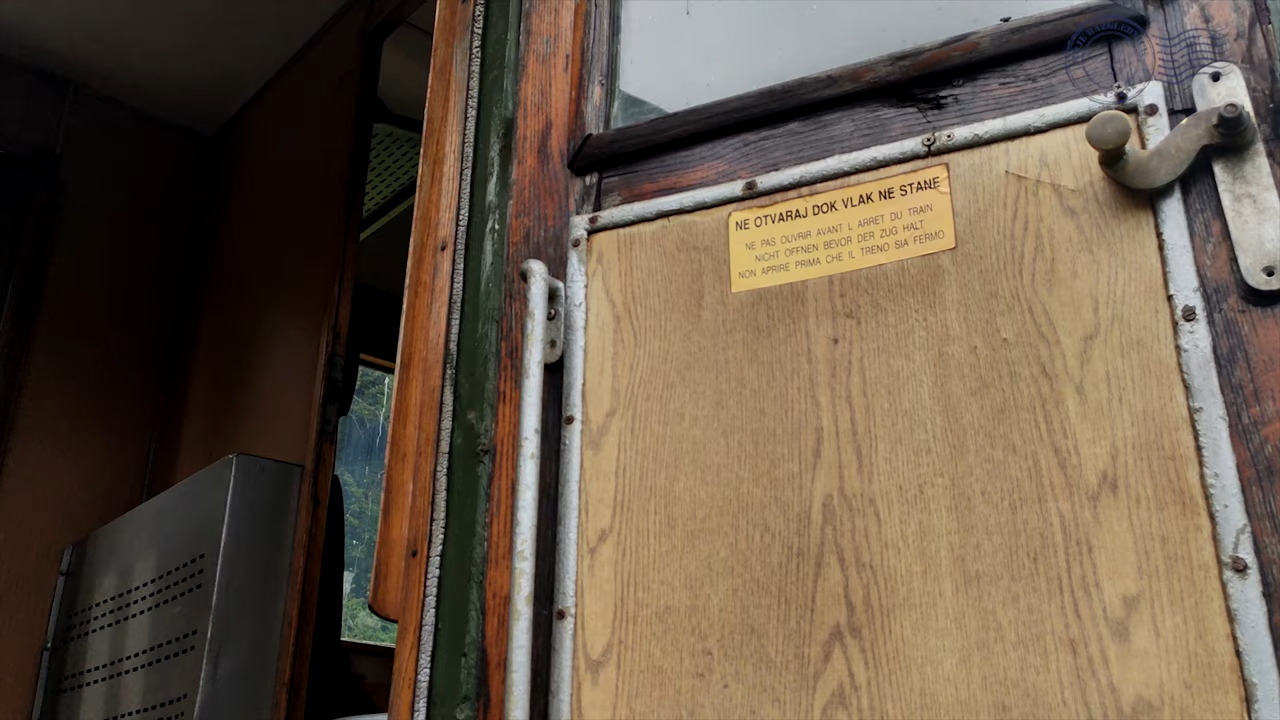 NE OTVARAJ DOK VLAK NE STANE
NE PAS OUVRIR AVANT L ARRET DU TRAIN
NICHT OFFNEN BEVOR DER ZUG HALT
NON APRIRE PRIMA CHE IL TRENO SIA FERMO